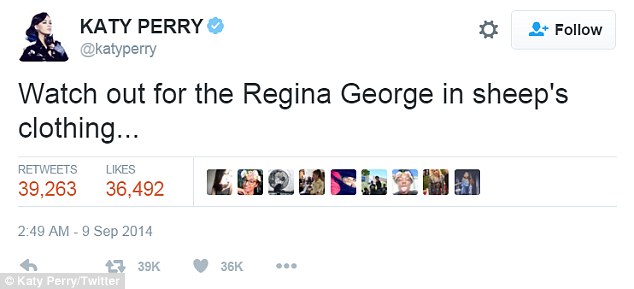 KATY PERRY
Follow
@katyperry
Watch out for the Regina George in sheep's
clothing...
RETWEETS LIKES
39,263 36,492
2:49 AM - 9 Sep 2014
39K 36K
© Katy Perry/Twitter